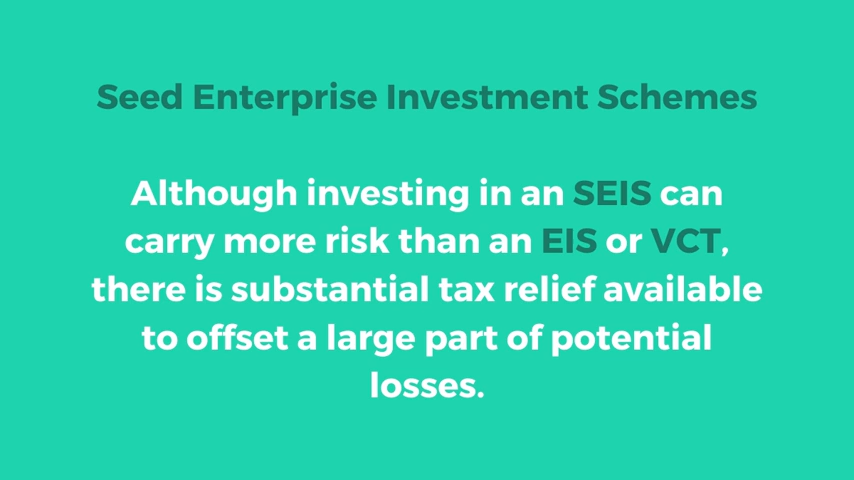 Seed Enterprise Investment Schemes
Although investing in an SEIS can
carry more risk than an EIS or VCT,
there is substantial tax relief available
to offset a large part of potential
losses.